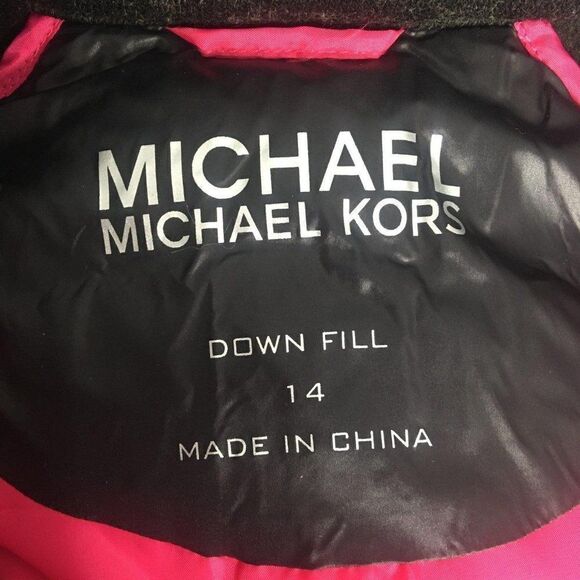 MICHAEL
MICHAEL KORS
DOWN FILL
14
MADE IN CHINA